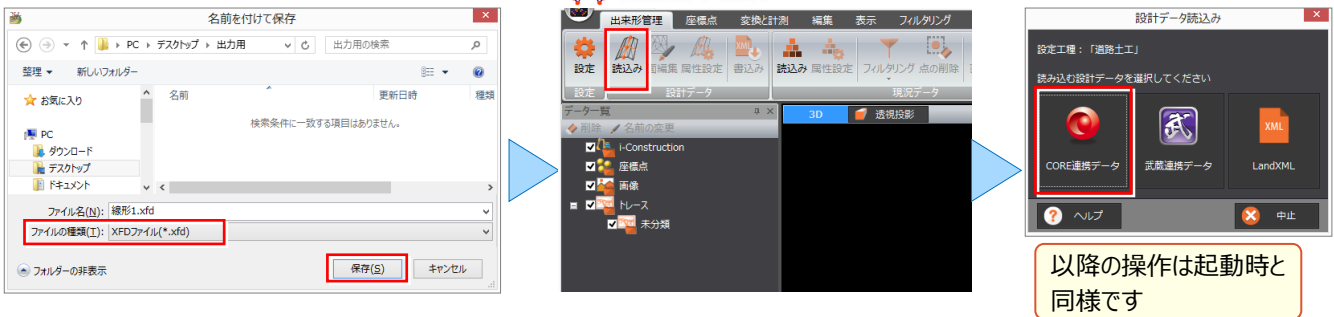 名前を付けて保存
PC ▸ デスクトップ ▸ 出力用
出力用の検索
整理 ▼
新しいフォルダー
お気に入り
PC
ダウンロード
デスクトップ
ドキュメント
名前
更新日時
種類
検索条件に一致する項目はありません。
ファイル名(N):
線形1.xfd
ファイルの種類(T):
XFDファイル(*.xfd)
フォルダーの非表示
保存(S)
キャンセル
出来形管理
座標点
変換と計測
編集
表示
フィルタリング
設定
読込み
面編集
属性設定
書込み
読込み
属性設定
フィルタリング
点の削除
設定
設計データ
現況データ
データ一覧
削除
名前の変更
3D
透視投影
i-Construction
座標点
画像
トレース
未分類
設計データ読込み
設定工種：「道路土工」
読み込む設計データを選択してください
CORE連携データ
武蔵連携データ
XML
LandXML
ヘルプ
中止
以降の操作は起動時と
同様です